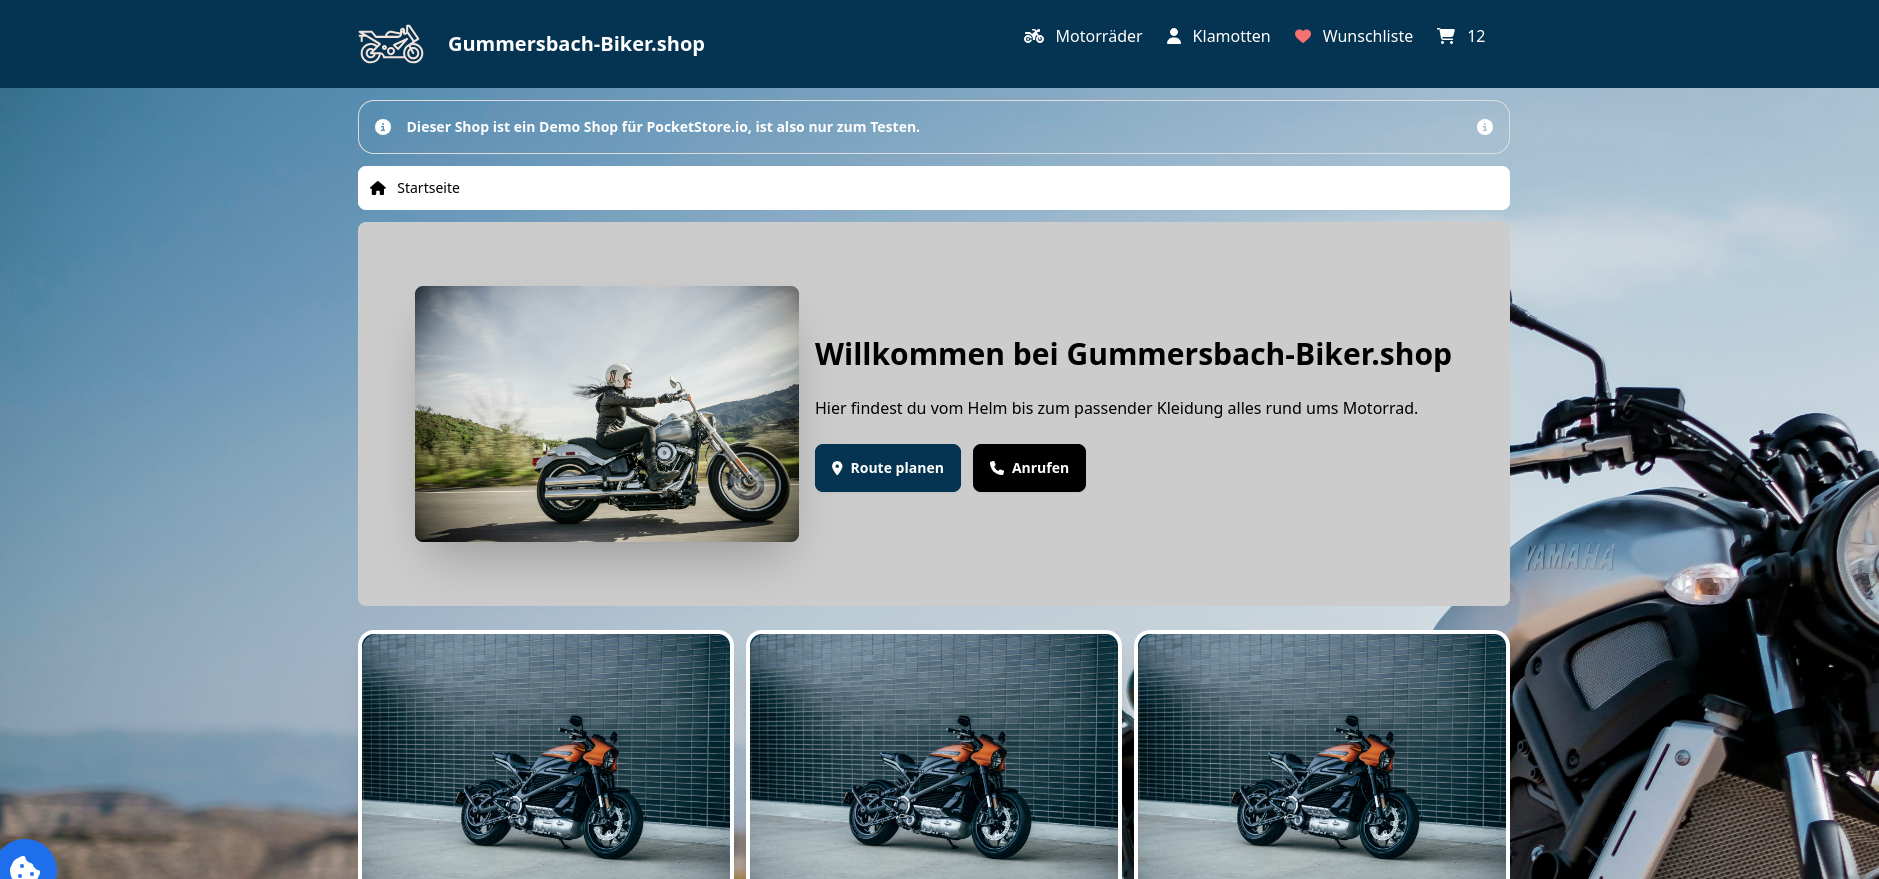 Gummersbach-Biker.shop
Motorräder
Klamotten
Wunschliste
12
Dieser Shop ist ein Demo Shop für PocketStore.io, ist also nur zum Testen.
Startseite
Willkommen bei Gummersbach-Biker.shop
Hier findest du vom Helm bis zum passender Kleidung alles rund ums Motorrad.
Route planen
Anrufen
YAMAHA